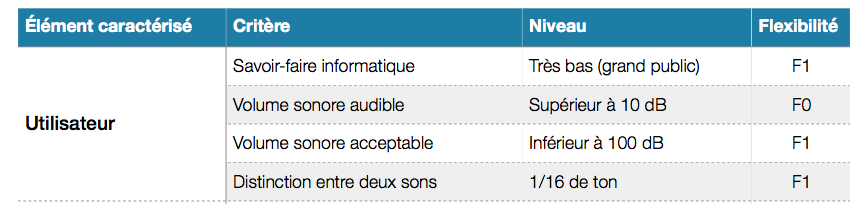 Élément caractérisé Critère Niveau Flexibilité
Savoir-faire informatique Très bas (grand public) F1
Volume sonore audible Supérieur à 10 dB F0
Utilisateur
Volume sonore acceptable Inférieur à 100 dB F1
Distinction entre deux sons 1/16 de ton F1